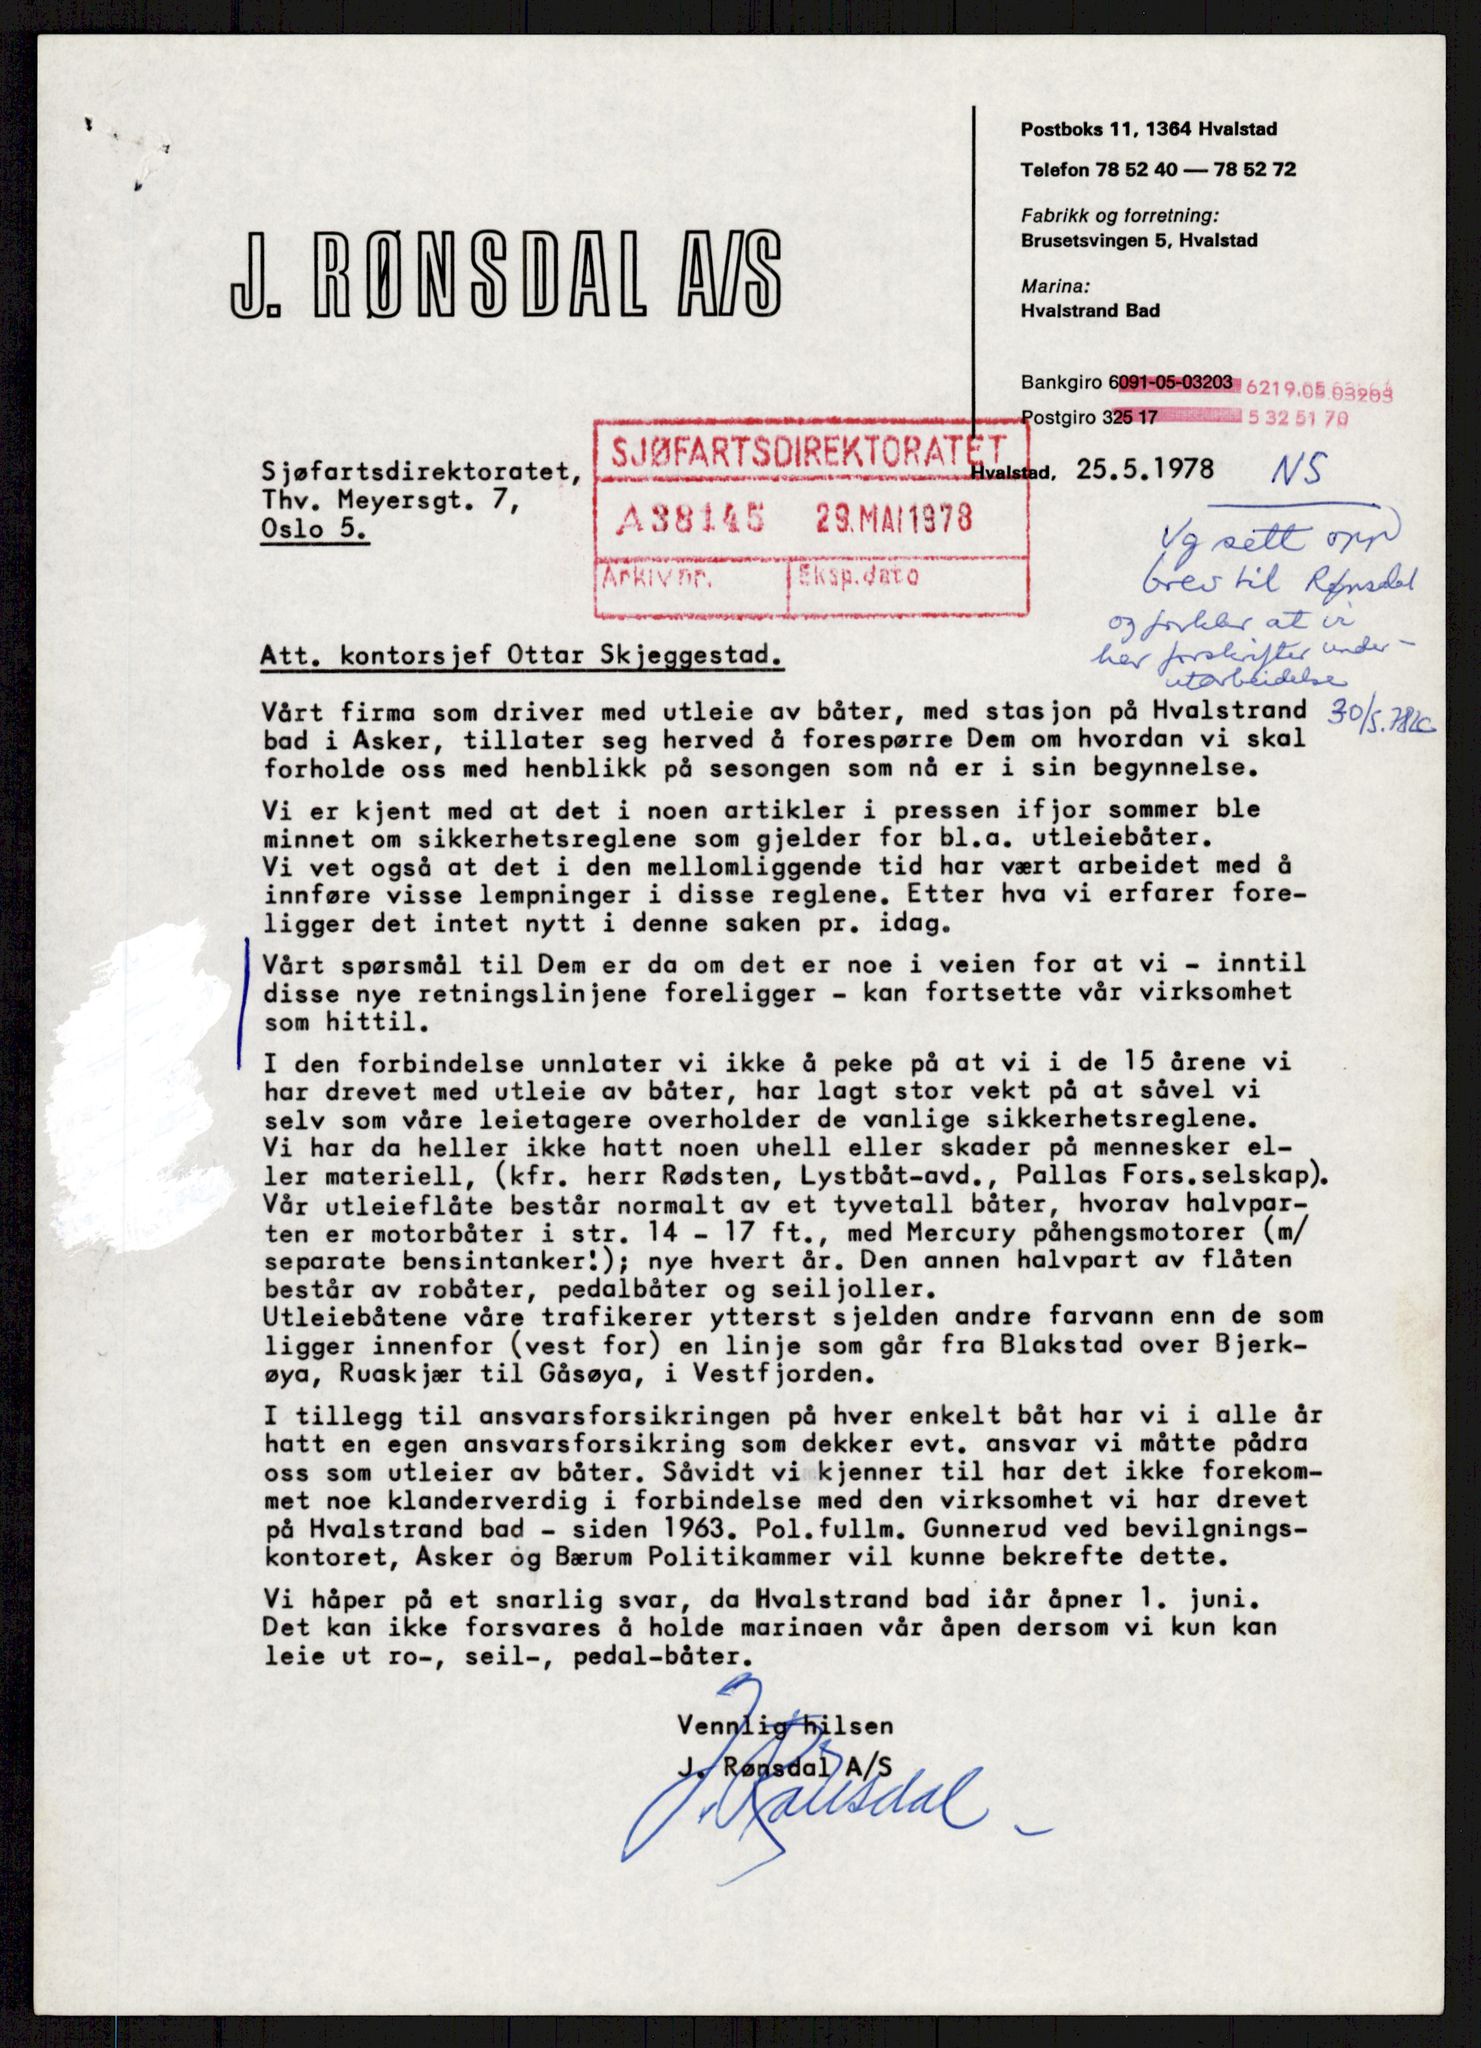 J. RØNSDAL A/S
Postboks 11, 1364 Hvalstad
Telefon 78 52 40 — 78 52 72
Fabrikk og forretning:
Brusetsvingen 5, Hvalstad
Marina:
Hvalstrand Bad
Bankgiro 6091-05-03203 6219.05.03203
Postgiro 325 17 5 32 51 70
SJØFARTSDIREKTORATET
A38145 29.MAI1978
Arkivnr. Eksp.dato
Hvalstad, 25.5.1978
NS
Vg sett opp
brev til Rønsdal
og forklar at vi
har forskrifter under
utarbeidelse
30/5.78
Sjøfartsdirektoratet,
Thv. Meyersgt. 7,
Oslo 5.
Att. kontorsjef Ottar Skjeggestad.
Vårt firma som driver med utleie av båter, med stasjon på Hvalstrand
bad i Asker, tillater seg herved å forespørre Dem om hvordan vi skal
forholde oss med henblikk på sesongen som nå er i sin begynnelse.
Vi er kjent med at det i noen artikler i pressen ifjor sommer ble
minnet om sikkerhetsreglene som gjelder for bl.a. utleiebåter.
Vi vet også at det i den mellomliggende tid har vært arbeidet med å
innføre visse lempninger i disse reglene. Etter hva vi erfarer fore-
ligger det intet nytt i denne saken pr. idag.
Vårt spørsmål til Dem er da om det er noe i veien for at vi - inntil
disse nye retningslinjene foreligger - kan fortsette vår virksomhet
som hittil.
I den forbindelse unnlater vi ikke å peke på at vi i de 15 årene vi
har drevet med utleie av båter, har lagt stor vekt på at såvel vi
selv som våre leietagere overholder de vanlige sikkerhetsreglene.
Vi har da heller ikke hatt noen uhell eller skader på mennesker el-
ler materiell, (kfr. herr Rødsten, Lystbåt-avd., Pallas Fors.selskap).
Vår utleieflåte består normalt av et tyvetall båter, hvorav halvpar-
ten er motorbåter i str. 14 - 17 ft., med Mercury påhengsmotorer (m/
separate bensintanker!); nye hvert år. Den annen halvpart av flåten
består av robåter, pedalbåter og seiljoller.
Utleiebåtene våre trafikerer ytterst sjelden andre farvann enn de som
ligger innenfor (vest for) en linje som går fra Blakstad over Bjerk-
øya, Ruaskjær til Gåsøya, i Vestfjorden.
I tillegg til ansvarsforsikringen på hver enkelt båt har vi i alle år
hatt en egen ansvarsforsikring som dekker evt. ansvar vi måtte pådra
oss som utleier av båter. Såvidt vi kjenner til har det ikke forekom-
met noe klanderverdig i forbindelse med den virksomhet vi har drevet
på Hvalstrand bad - siden 1963. Pol.fullm. Gunnerud ved bevilgnings-
kontoret, Asker og Bærum Politikammer vil kunne bekrefte dette.
Vi håper på et snarlig svar, da Hvalstrand bad iår åpner 1. juni.
Det kan ikke forsvares å holde marinaen vår åpen dersom vi kun kan
leie ut ro-, seil-, pedal-båter.
Vennlig hilsen
J. Rønsdal A/S
J. Rønsdal